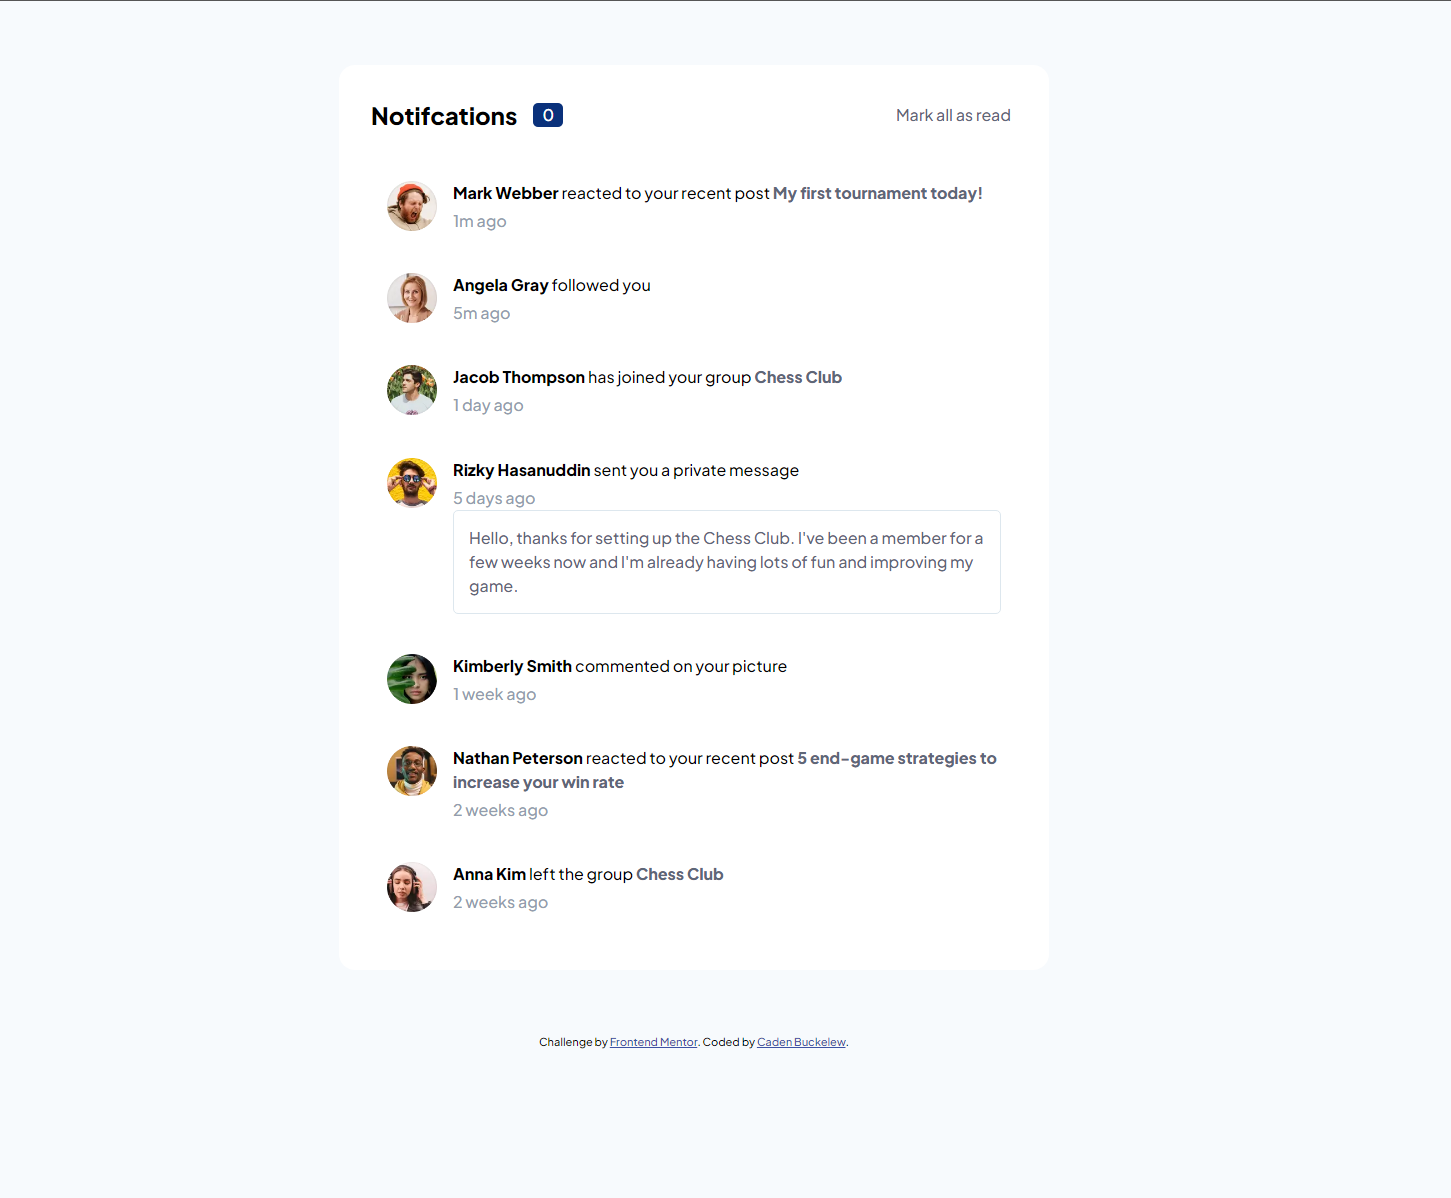 Notifcations 0 Mark all as read
Mark Webber reacted to your recent post My first tournament today!
1m ago
Angela Gray followed you
5m ago
Jacob Thompson has joined your group Chess Club
1 day ago
Rizky Hasanuddin sent you a private message
5 days ago
Hello, thanks for setting up the Chess Club. I've been a member for a
few weeks now and I'm already having lots of fun and improving my
game.
Kimberly Smith commented on your picture
1 week ago
Nathan Peterson reacted to your recent post 5 end-game strategies to
increase your win rate
2 weeks ago
Anna Kim left the group Chess Club
2 weeks ago
Challenge by Frontend Mentor. Coded by Caden Buckelew.